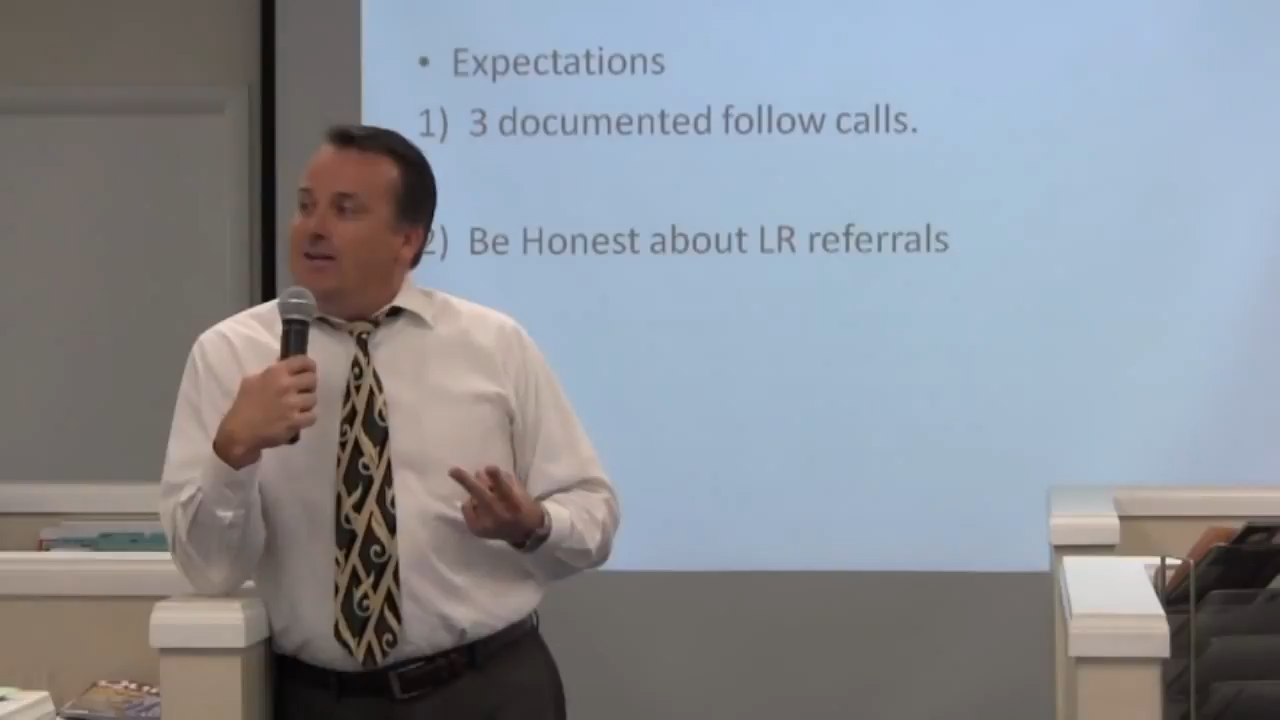 • Expectations
1) 3 documented follow calls.
2) Be Honest about LR referrals